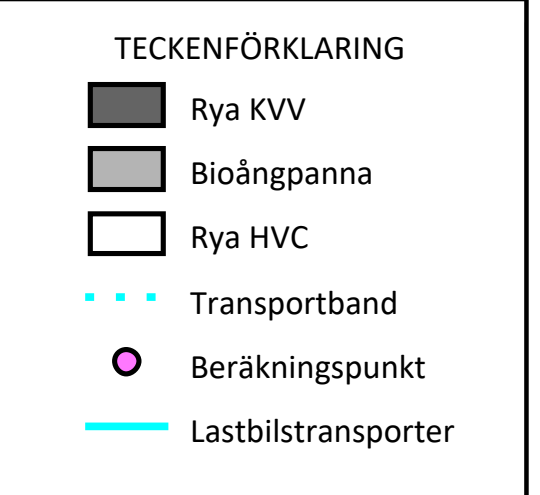 TECKENFÖRKLARING
Rya KVV
Bioångpanna
Rya HVC
Transportband
Beräkningspunkt
Lastbilstransporter